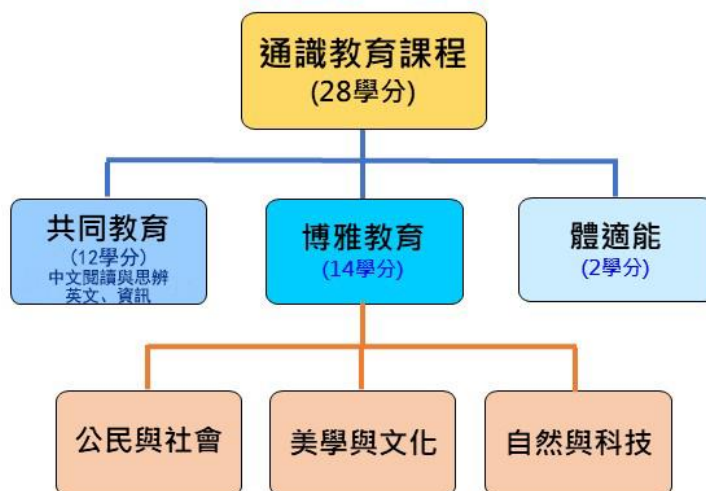 通識教育課程
(28學分)
共同教育
(12學分)
中文閱讀與思辨
英文、資訊
博雅教育
(14學分)
體適能
(2學分)
公民與社會
美學與文化
自然與科技